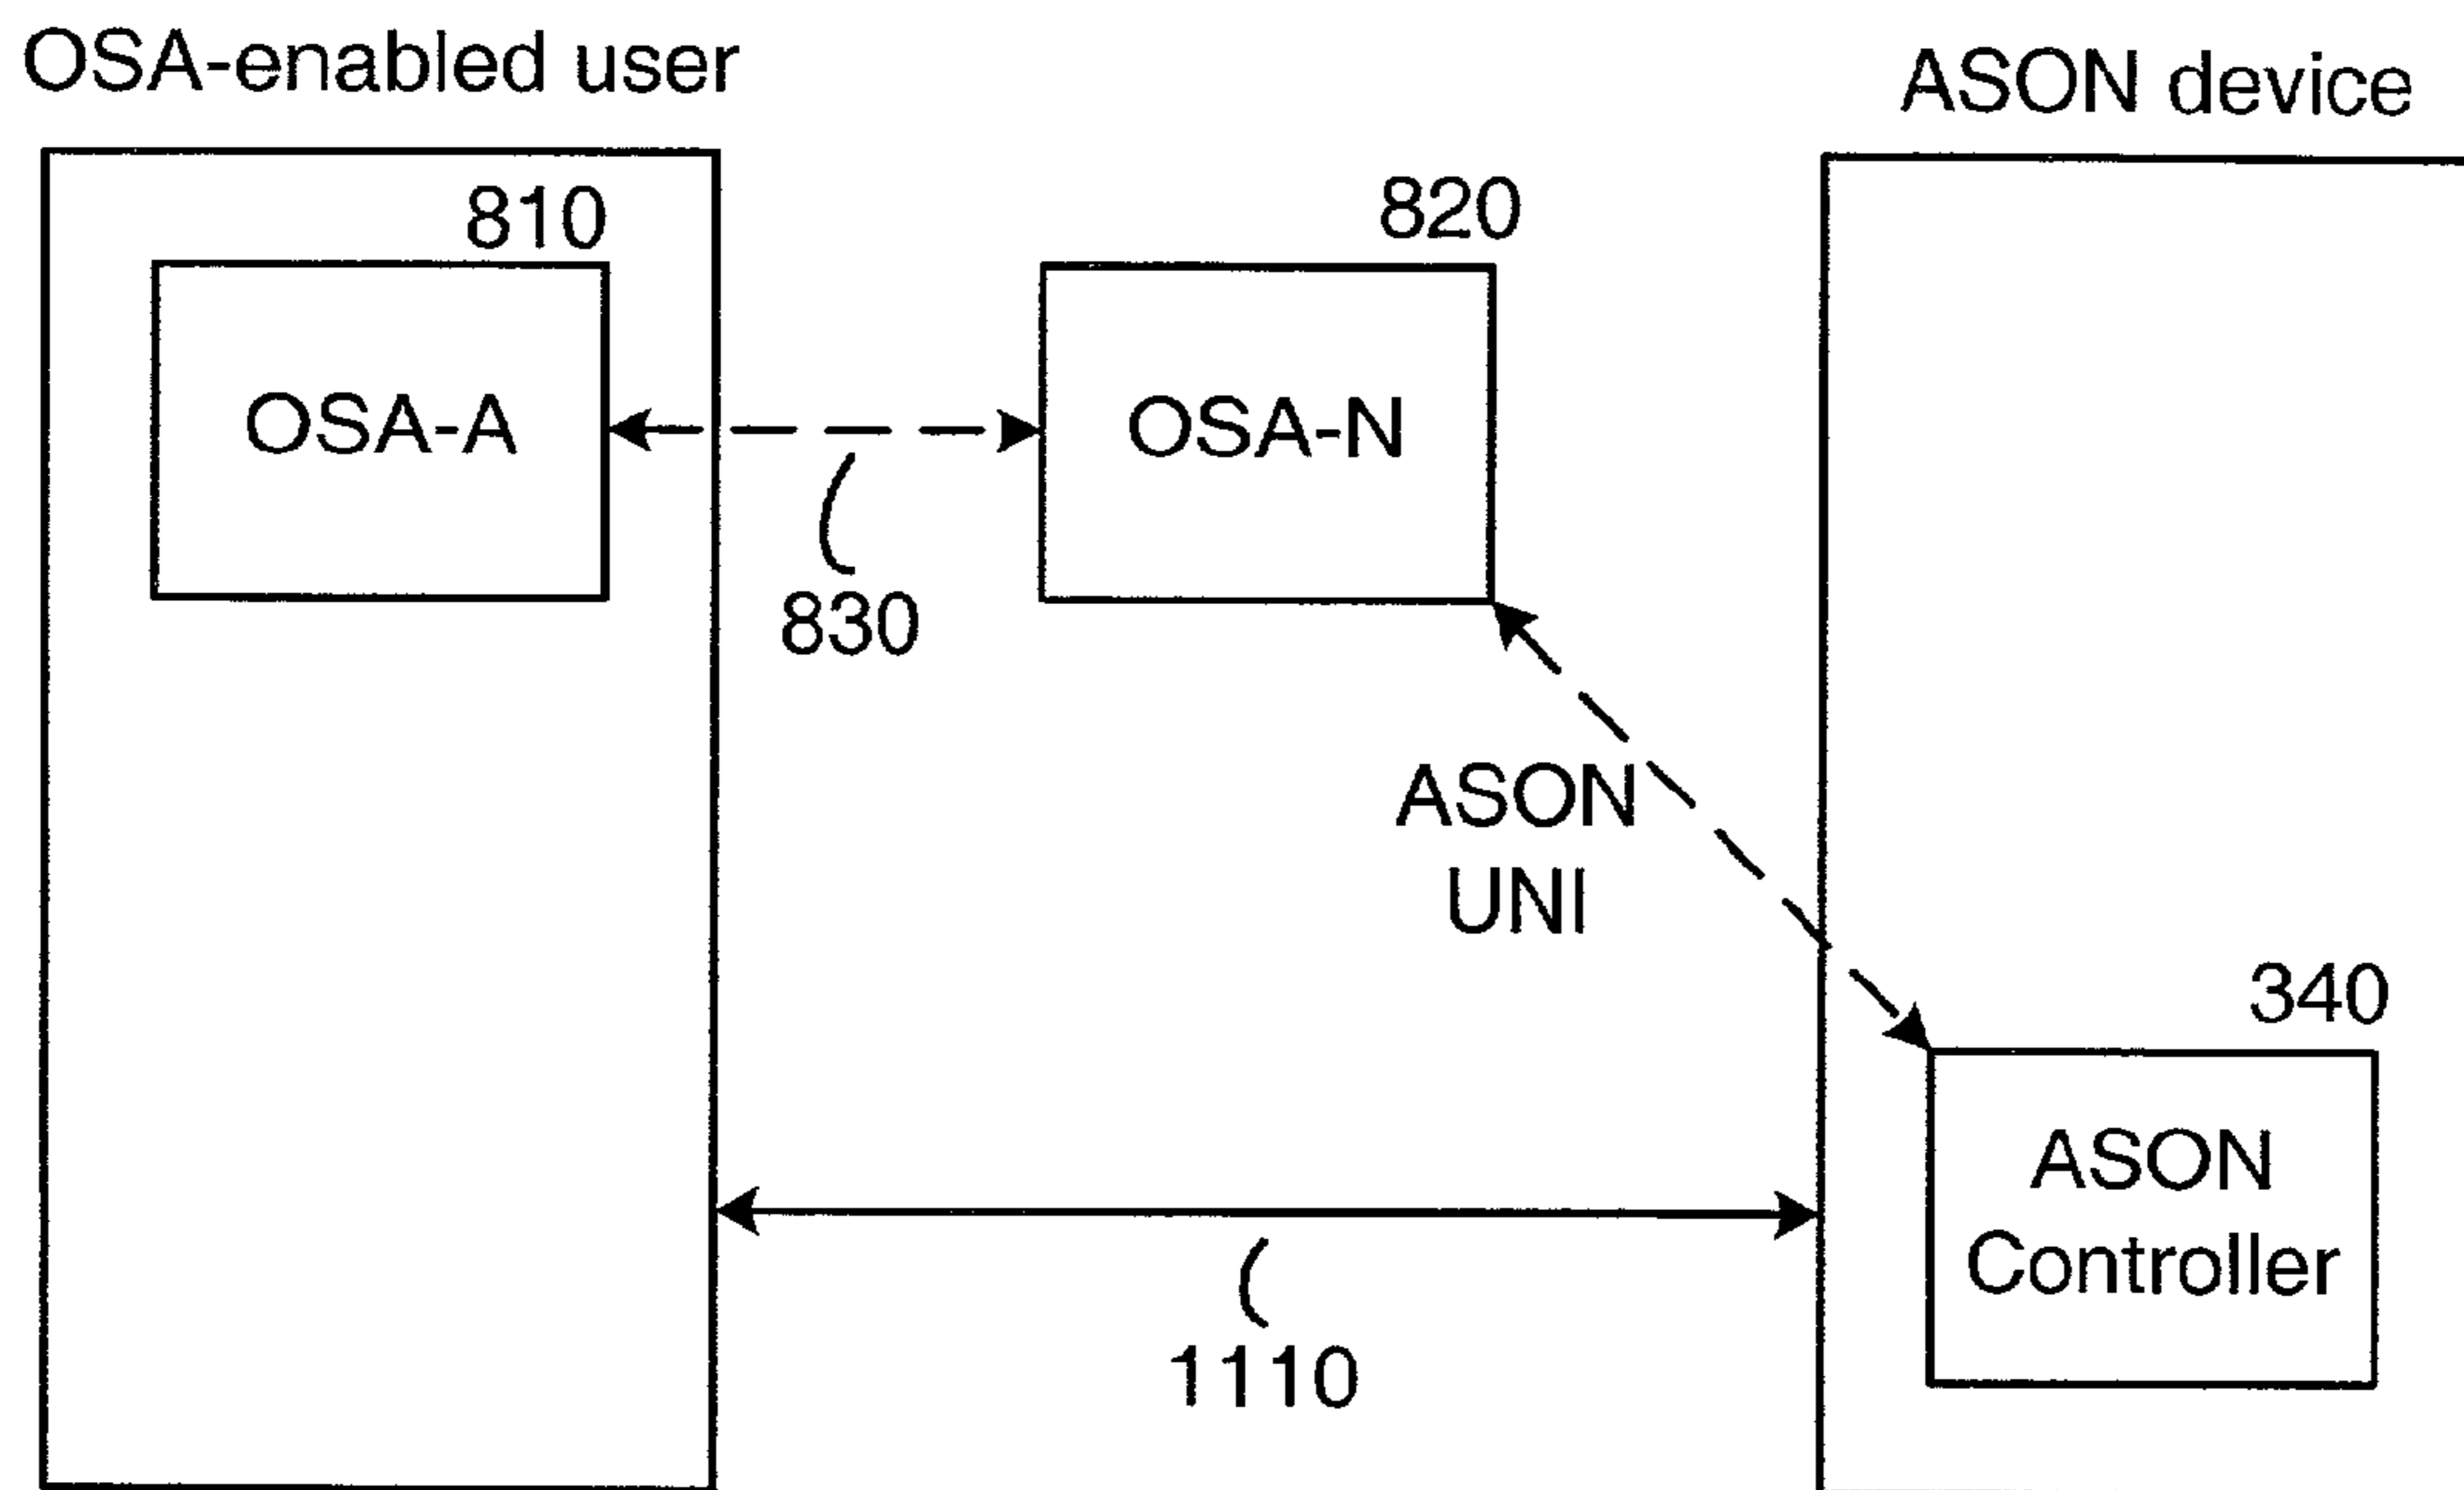 OSA-enabled user
ASON device
810
820
OSA-A
OSA-N
830
ASON
UNI
340
ASON
Controller
1110